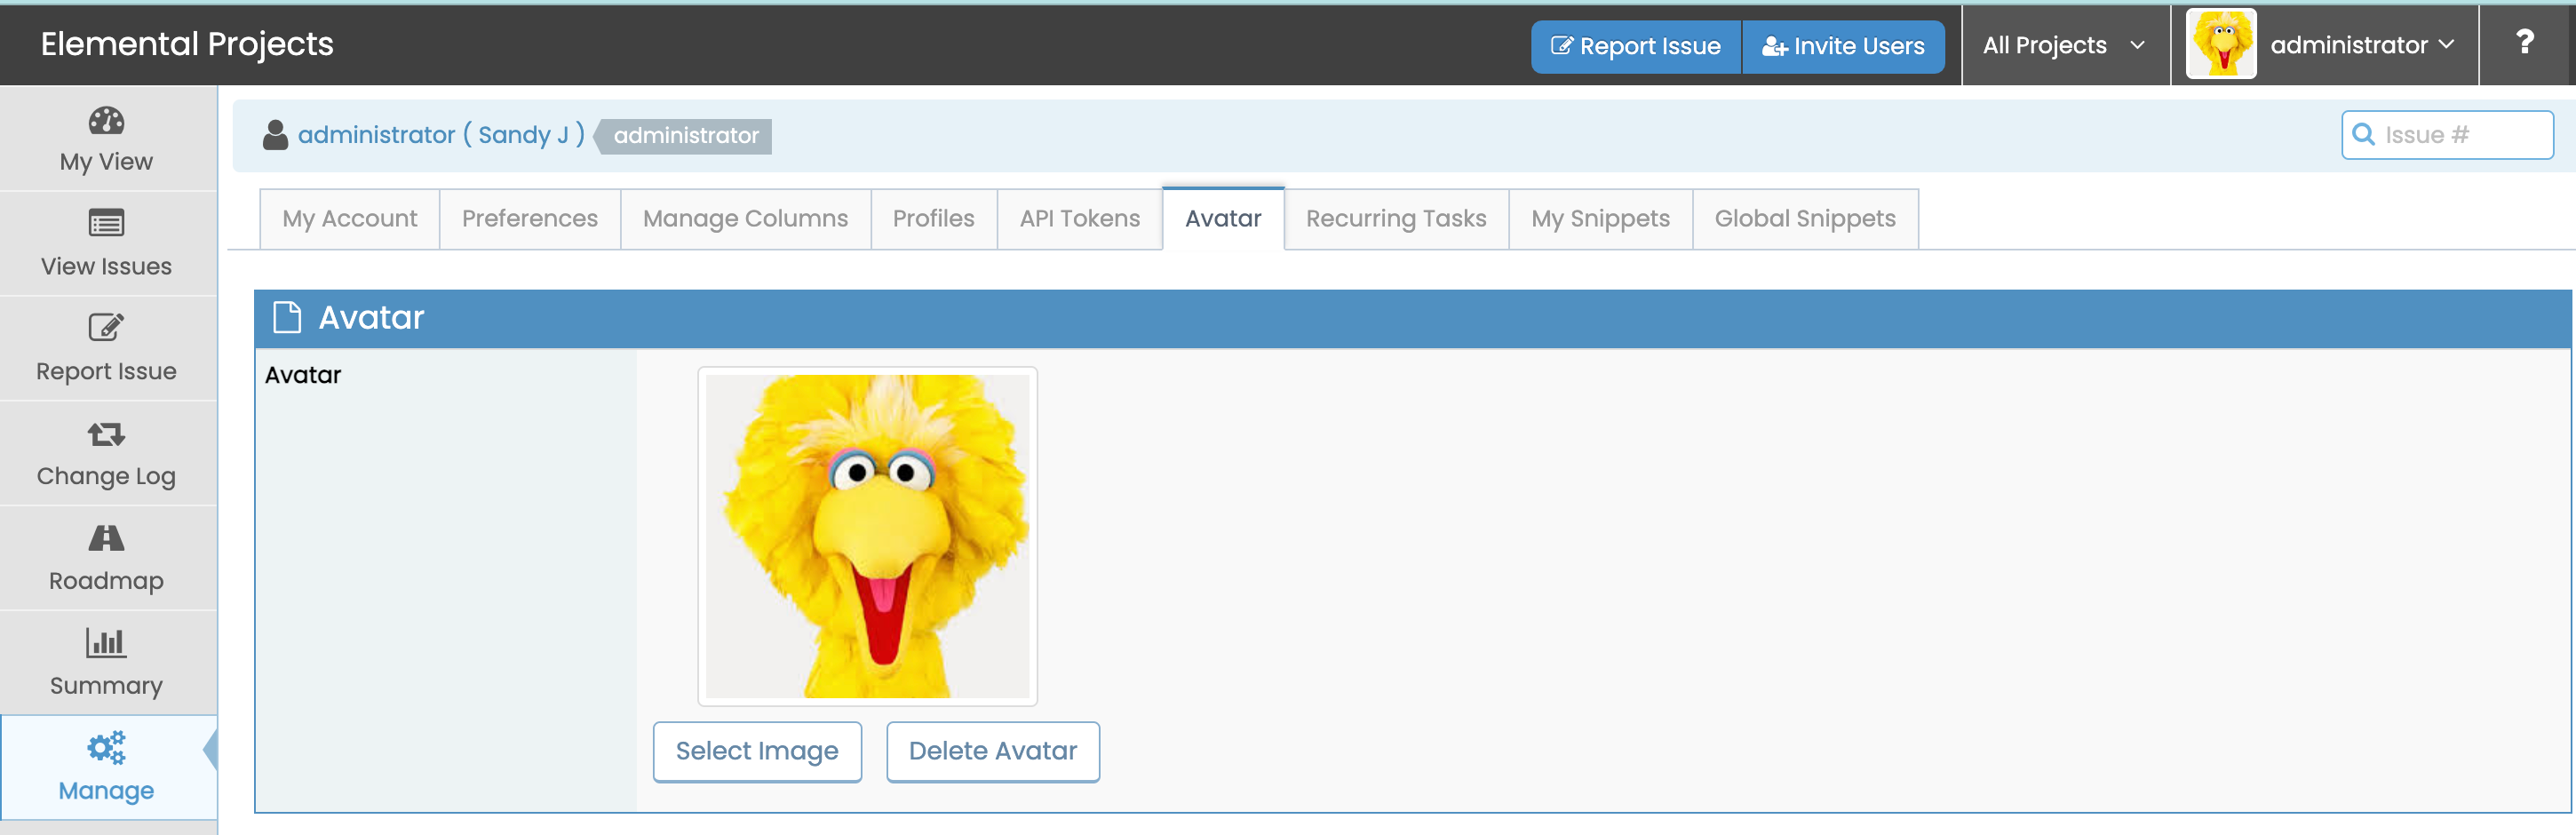 Elemental Projects
Report Issue
Invite Users
All Projects
administrator
?
My View
View Issues
Report Issue
Change Log
Roadmap
Summary
Manage
administrator ( Sandy J )
administrator
Issue #
My Account
Preferences
Manage Columns
Profiles
API Tokens
Avatar
Recurring Tasks
My Snippets
Global Snippets
Avatar
Avatar
Select Image
Delete Avatar